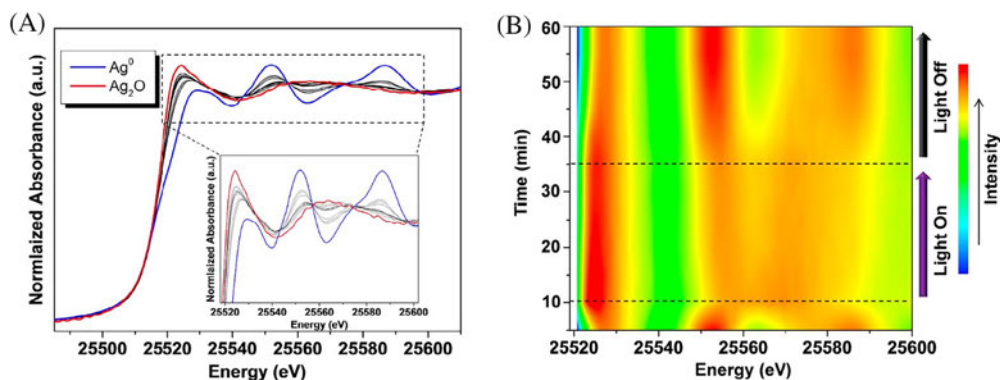 (A)
Ag⁰
Ag₂O
Normlaized Absorbance (a.u.)
Normlaized Absorbance (a.u.)
25520 25540 25560 25580 25600
Energy (eV)
25500 25520 25540 25560 25580 25600
Energy (eV)
(B)
Time (min)
60
50
40
30
20
10
25520 25540 25560 25580 25600
Energy (eV)
Light Off
Light On
Intensity